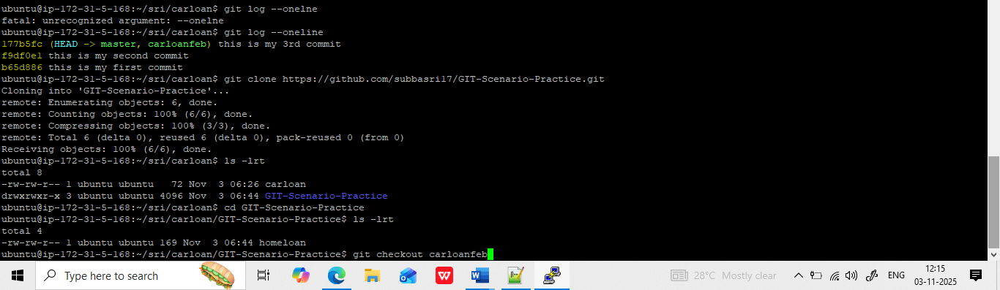 ubuntu@ip-172-31-5-168:~/sri/carloan$ git log --onelne
fatal: unrecognized argument: --onelne
ubuntu@ip-172-31-5-168:~/sri/carloan$ git log --oneline
177b5fc (HEAD -> master, carloanfeb) this is my 3rd commit
f9df0e1 this is my second commit
b65d886 this is my first commit
ubuntu@ip-172-31-5-168:~/sri/carloan$ git clone https://github.com/subbasri17/GIT-Scenario-Practice.git
Cloning into 'GIT-Scenario-Practice'...
remote: Enumerating objects: 6, done.
remote: Counting objects: 100% (6/6), done.
remote: Compressing objects: 100% (3/3), done.
remote: Total 6 (delta 0), reused 6 (delta 0), pack-reused 0 (from 0)
Receiving objects: 100% (6/6), done.
ubuntu@ip-172-31-5-168:~/sri/carloan$ ls -lrt
total 8
-rw-rw-r-- 1 ubuntu ubuntu   72 Nov  3 06:26 carloan
drwxrwxr-x 3 ubuntu ubuntu 4096 Nov  3 06:44 GIT-Scenario-Practice
ubuntu@ip-172-31-5-168:~/sri/carloan$ cd GIT-Scenario-Practice
ubuntu@ip-172-31-5-168:~/sri/carloan/GIT-Scenario-Practice$ ls -lrt
total 4
-rw-rw-r-- 1 ubuntu ubuntu 169 Nov  3 06:44 homeloan
ubuntu@ip-172-31-5-168:~/sri/carloan/GIT-Scenario-Practice$ git checkout carloanfeb
Type here to search
W
W
28°C Mostly clear
ENG
12:15
03-11-2025